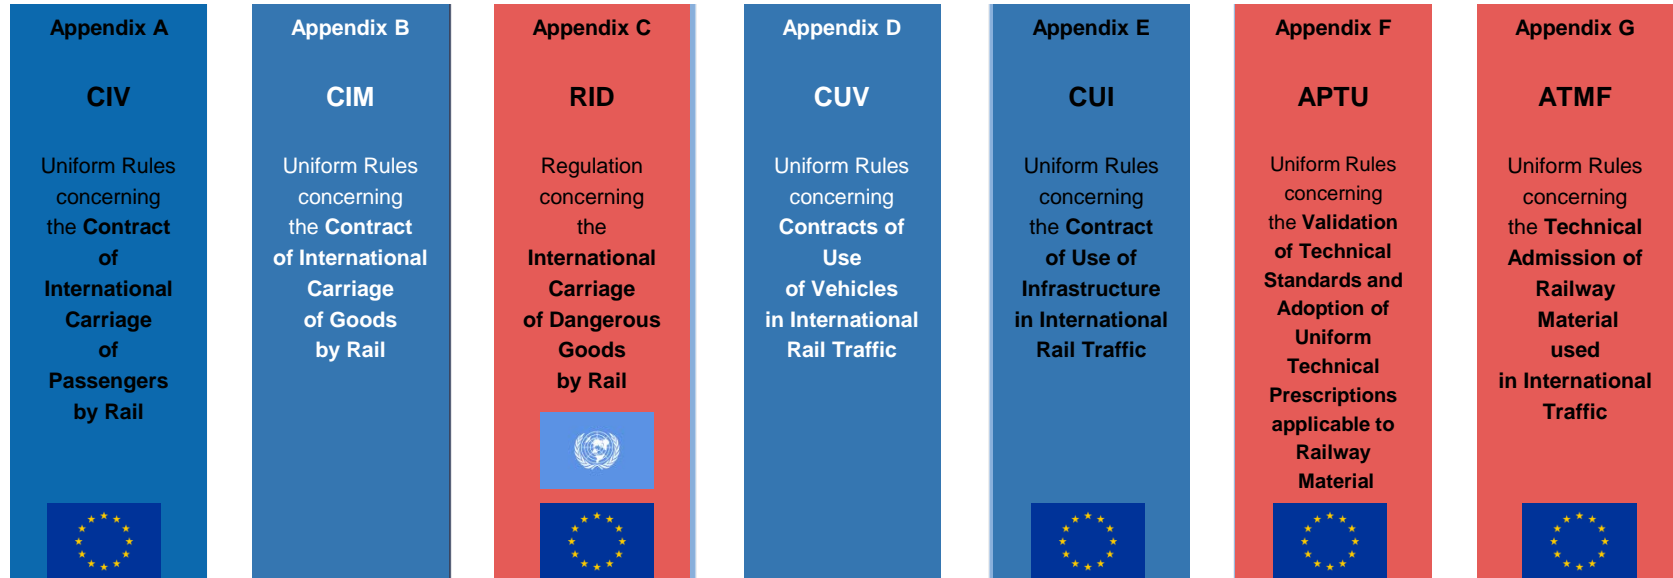 Appendix A
CIV
Uniform Rules
concerning
the Contract
of
International
Carriage
of
Passengers
by Rail
Appendix B
CIM
Uniform Rules
concerning
the Contract
of International
Carriage
of Goods
by Rail
Appendix C
RID
Regulation
concerning
the
International
Carriage
of Dangerous
Goods
by Rail
Appendix D
CUV
Uniform Rules
concerning
Contracts of
Use
of Vehicles
in International
Rail Traffic
Appendix E
CUI
Uniform Rules
concerning
the Contract
of Use of
Infrastructure
in International
Rail Traffic
Appendix F
APTU
Uniform Rules
concerning
the Validation
of Technical
Standards and
Adoption of
Uniform
Technical
Prescriptions
applicable to
Railway
Material
Appendix G
ATMF
Uniform Rules
concerning
the Technical
Admission of
Railway
Material
used
in International
Traffic